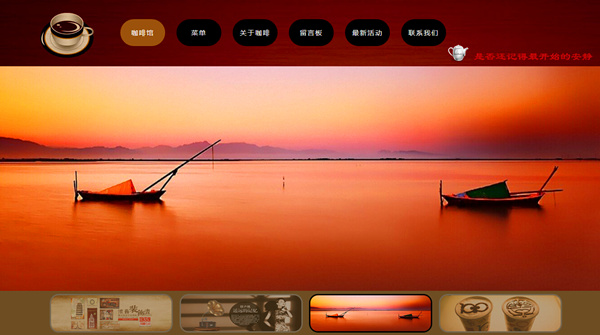 咖啡馆
菜单
关于咖啡
留言板
最新活动
联系我们
是否还记得最开始的安静